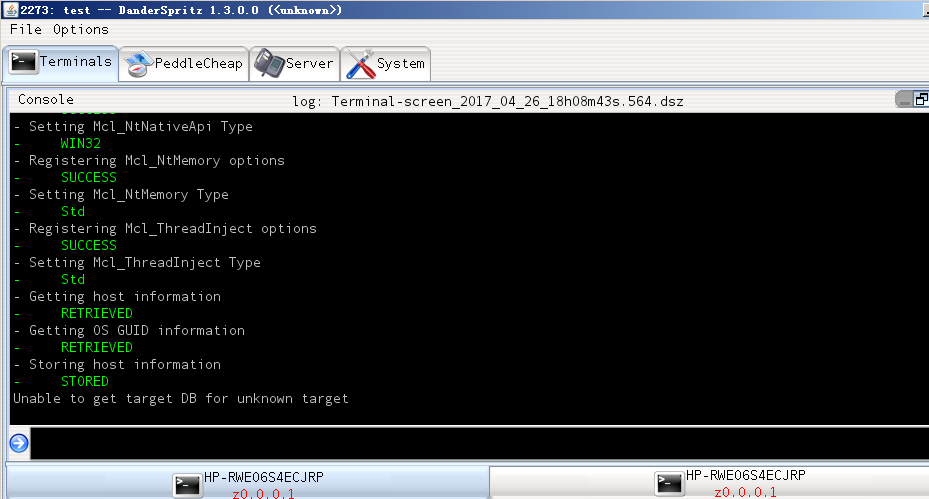 2273: test -- DanderSpritz 1.3.0.0 (<unknown>)
File Options
Terminals PeddleCheap Server System
Console log: Terminal-screen_2017_04_26_18h08m43s.564.dsz
- Setting Mcl_NtNativeApi Type
- WIN32
- Registering Mcl_NtMemory options
- SUCCESS
- Setting Mcl_NtMemory Type
- Std
- Registering Mcl_ThreadInject options
- SUCCESS
- Setting Mcl_ThreadInject Type
- Std
- Getting host information
- RETRIEVED
- Getting OS GUID information
- RETRIEVED
- Storing host information
- STORED
Unable to get target DB for unknown target
HP-RWE06S4ECJRP HP-RWE06S4ECJRP
z0.0.0.1 z0.0.0.1